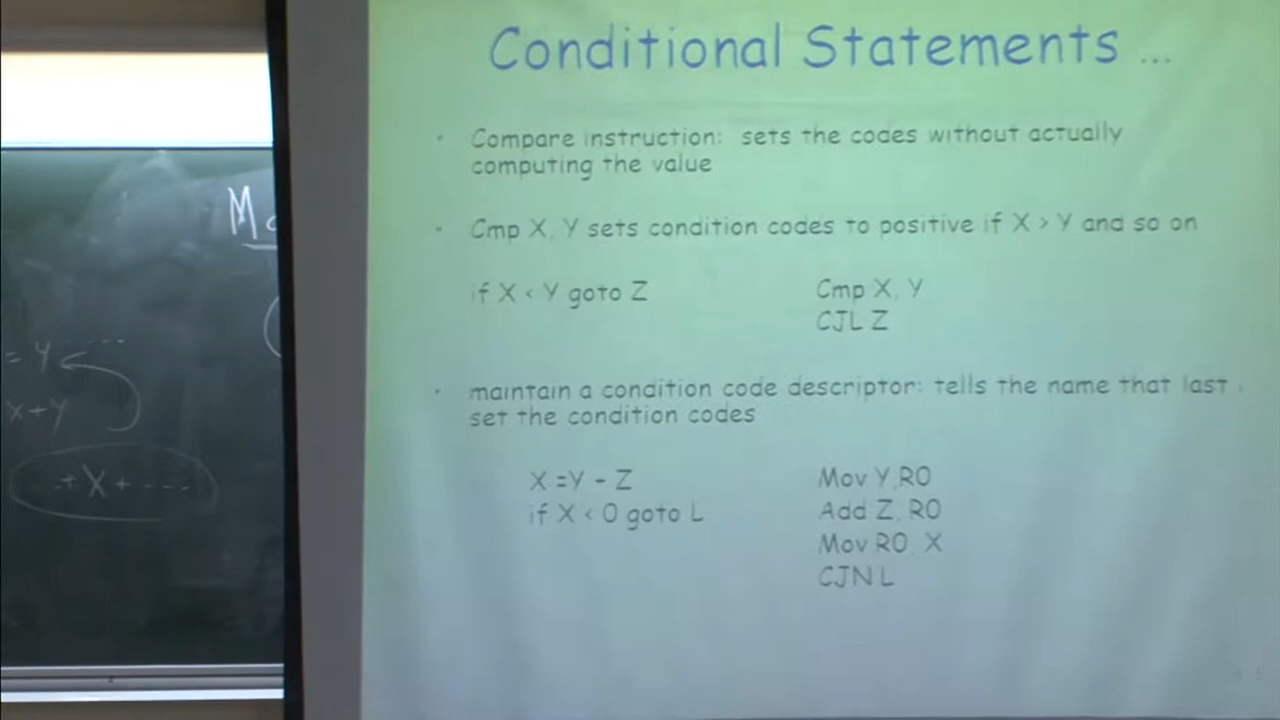 Conditional Statements ...
• Compare instruction: sets the codes without actually
computing the value
• Cmp X, Y sets condition codes to positive if X > Y and so on
if X < Y goto Z Cmp X, Y
CJL Z
• maintain a condition code descriptor: tells the name that last
set the condition codes
X =Y - Z Mov Y,R0
if X < 0 goto L Add Z, R0
Mov R0, X
CJN L
= Y .....
x+Y
..+X+....